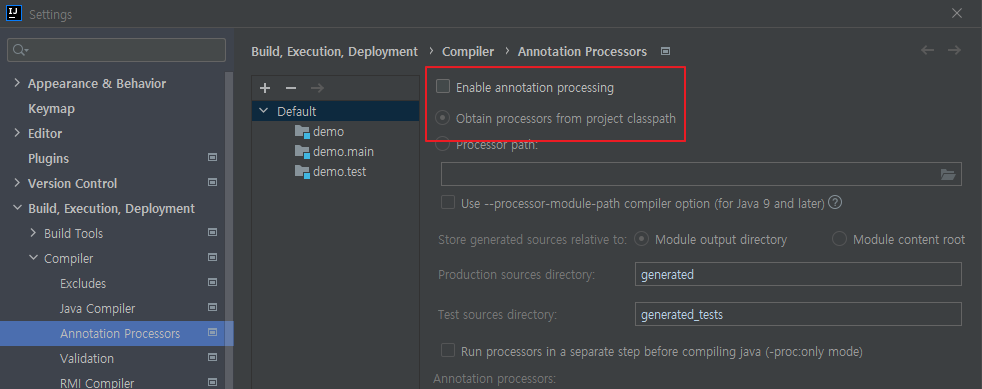 IJ
Settings
Appearance & Behavior
Keymap
Editor
Plugins
Version Control
Build, Execution, Deployment
Build Tools
Compiler
Excludes
Java Compiler
Annotation Processors
Validation
RMI Compiler
Build, Execution, Deployment › Compiler › Annotation Processors
Default
demo
demo.main
demo.test
Enable annotation processing
Obtain processors from project classpath
Processor path:
Use --processor-module-path compiler option (for Java 9 and later) ?
Store generated sources relative to: Module output directory Module content root
Production sources directory: generated
Test sources directory: generated_tests
Run processors in a separate step before compiling java (-proc:only mode)
Annotation processors: